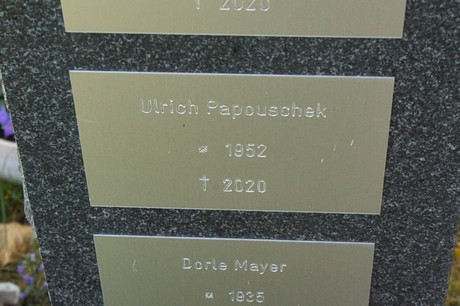 † 2020
Ulrich Papouschek
* 1952
† 2020
Dorle Mayer
* 1935